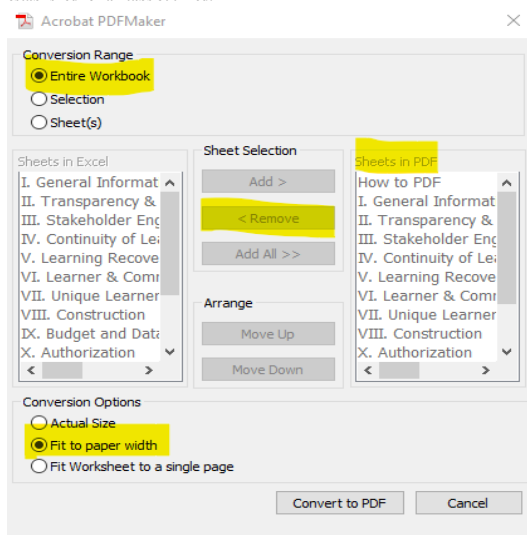 Acrobat PDFMaker
Conversion Range
Entire Workbook
Selection
Sheet(s)
Sheets in Excel
I. General Informat
II. Transparency &
III. Stakeholder Eng
IV. Continuity of Lea
V. Learning Recove
VI. Learner & Comr
VII. Unique Learner
VIII. Construction
IX. Budget and Data
X. Authorization
Sheet Selection
Add >
< Remove
Add All >>
Arrange
Move Up
Move Down
Sheets in PDF
How to PDF
I. General Informat
II. Transparency &
III. Stakeholder Eng
IV. Continuity of Lea
V. Learning Recove
VI. Learner & Comr
VII. Unique Learner
VIII. Construction
X. Authorization
Conversion Options
Actual Size
Fit to paper width
Fit Worksheet to a single page
Convert to PDF
Cancel